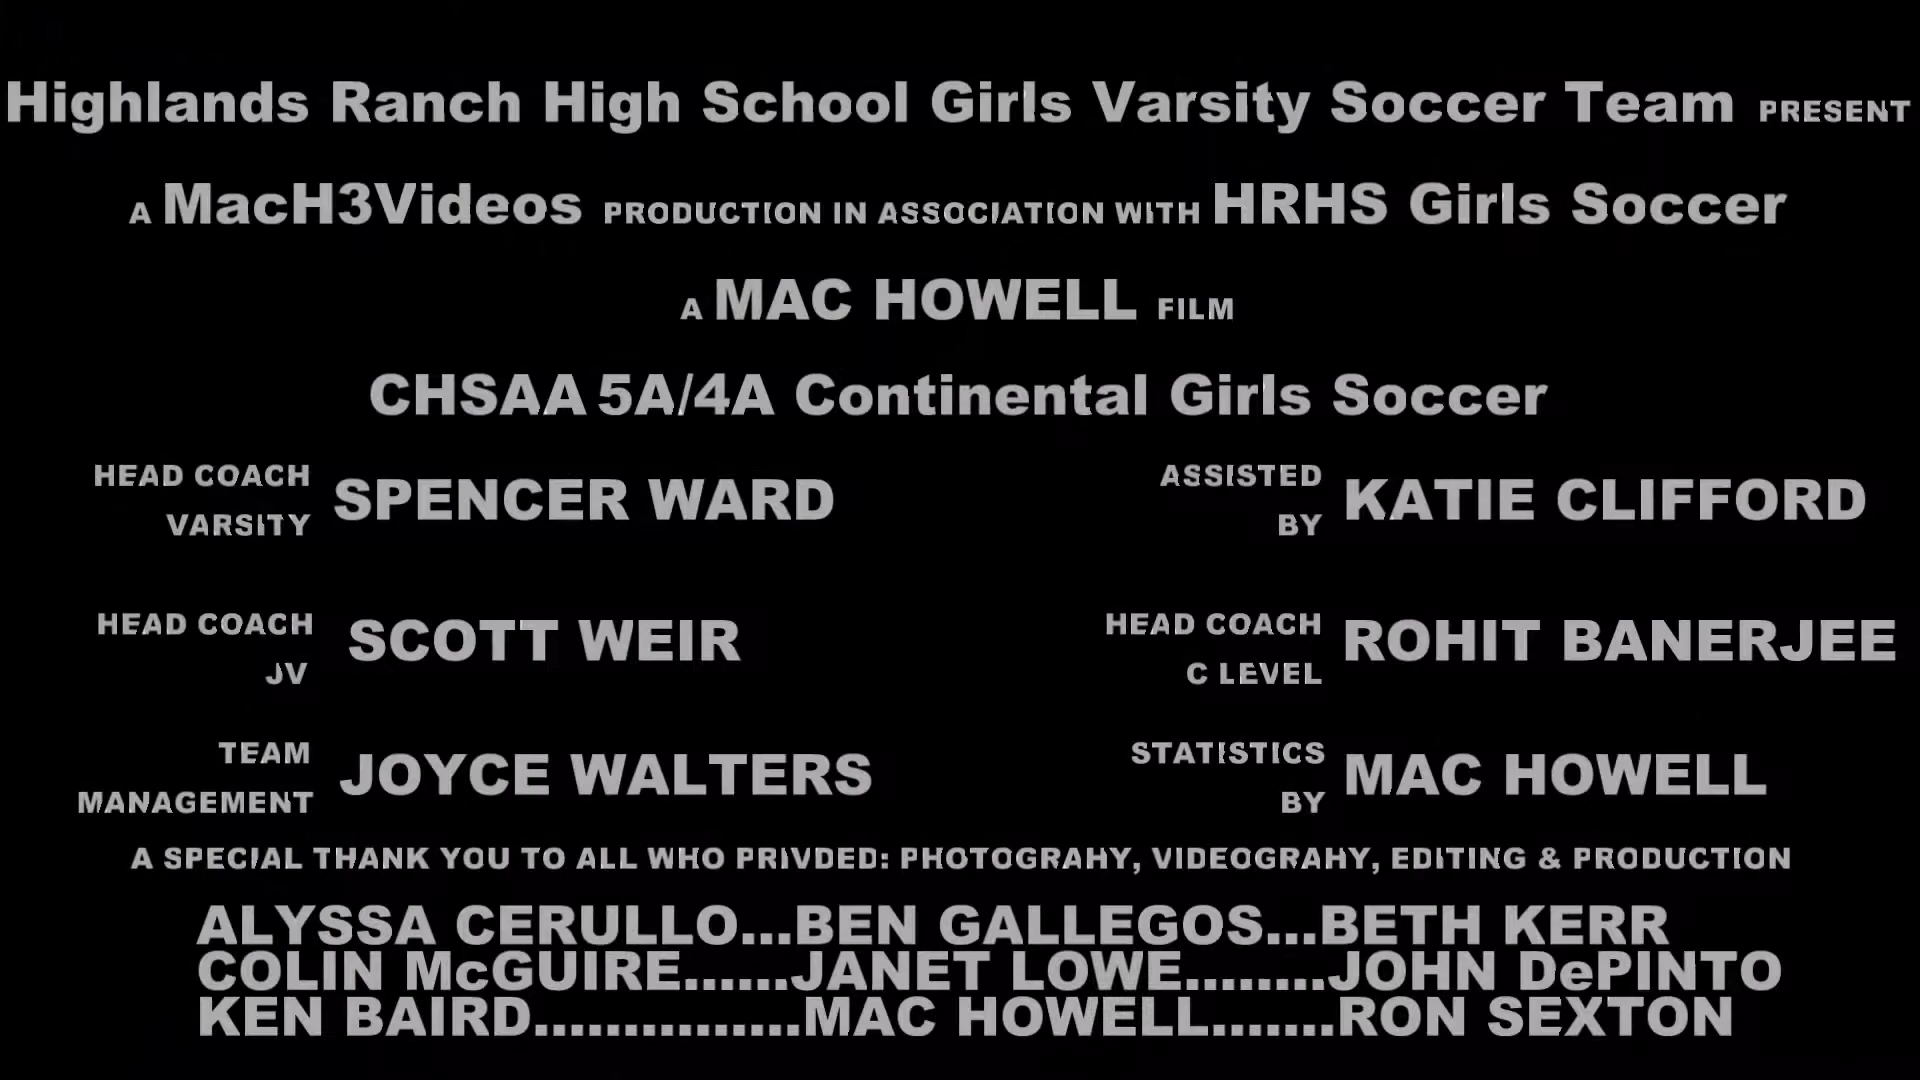 Highlands Ranch High School Girls Varsity Soccer Team PRESENT
A MacH3Videos PRODUCTION IN ASSOCIATION WITH HRHS Girls Soccer
A MAC HOWELL FILM
CHSAA 5A/4A Continental Girls Soccer
HEAD COACH VARSITY SPENCER WARD
ASSISTED BY KATIE CLIFFORD
HEAD COACH JV SCOTT WEIR
HEAD COACH C LEVEL ROHIT BANERJEE
TEAM MANAGEMENT JOYCE WALTERS
STATISTICS BY MAC HOWELL
A SPECIAL THANK YOU TO ALL WHO PRIVDED: PHOTOGRAHY, VIDEOGRAHY, EDITING & PRODUCTION
ALYSSA CERULLO...BEN GALLEGOS...BETH KERR
COLIN McGUIRE.......JANET LOWE........JOHN DePINTO
KEN BAIRD..................MAC HOWELL........RON SEXTON